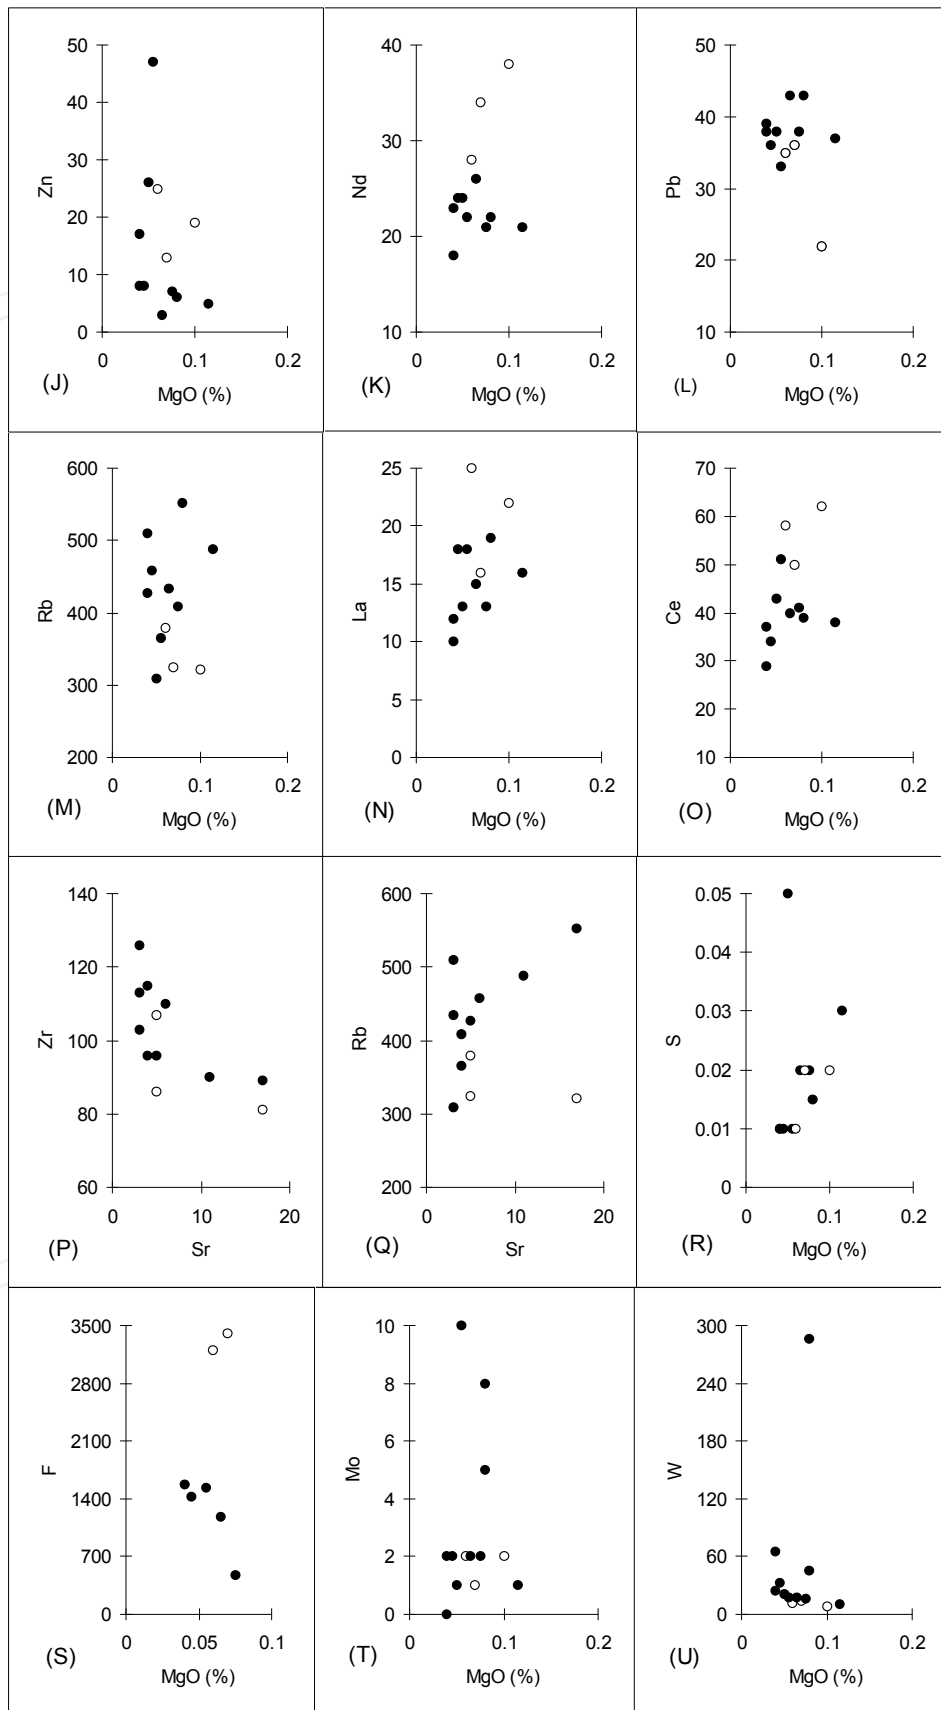 50
40
30
20
10
0
Zn
0 0.1 0.2
(J)
MgO (%)
40
30
20
10
Nd
0 0.1 0.2
(K)
MgO (%)
50
40
30
20
10
Pb
0 0.1 0.2
(L)
MgO (%)
600
500
400
300
200
Rb
0 0.1 0.2
(M)
MgO (%)
25
20
15
10
5
0
La
0 0.1 0.2
(N)
MgO (%)
70
60
50
40
30
20
10
Ce
0 0.1 0.2
(O)
MgO (%)
140
120
100
80
60
Zr
0 10 20
(P)
Sr
600
500
400
300
200
Rb
0 10 20
(Q)
Sr
0.05
0.04
0.03
0.02
0.01
0
S
0 0.1 0.2
(R)
MgO (%)
3500
2800
2100
1400
700
0
F
0 0.05 0.1
(S)
MgO (%)
10
8
6
4
2
0
Mo
0 0.1 0.2
(T)
MgO (%)
300
240
180
120
60
0
W
0 0.1 0.2
(U)
MgO (%)